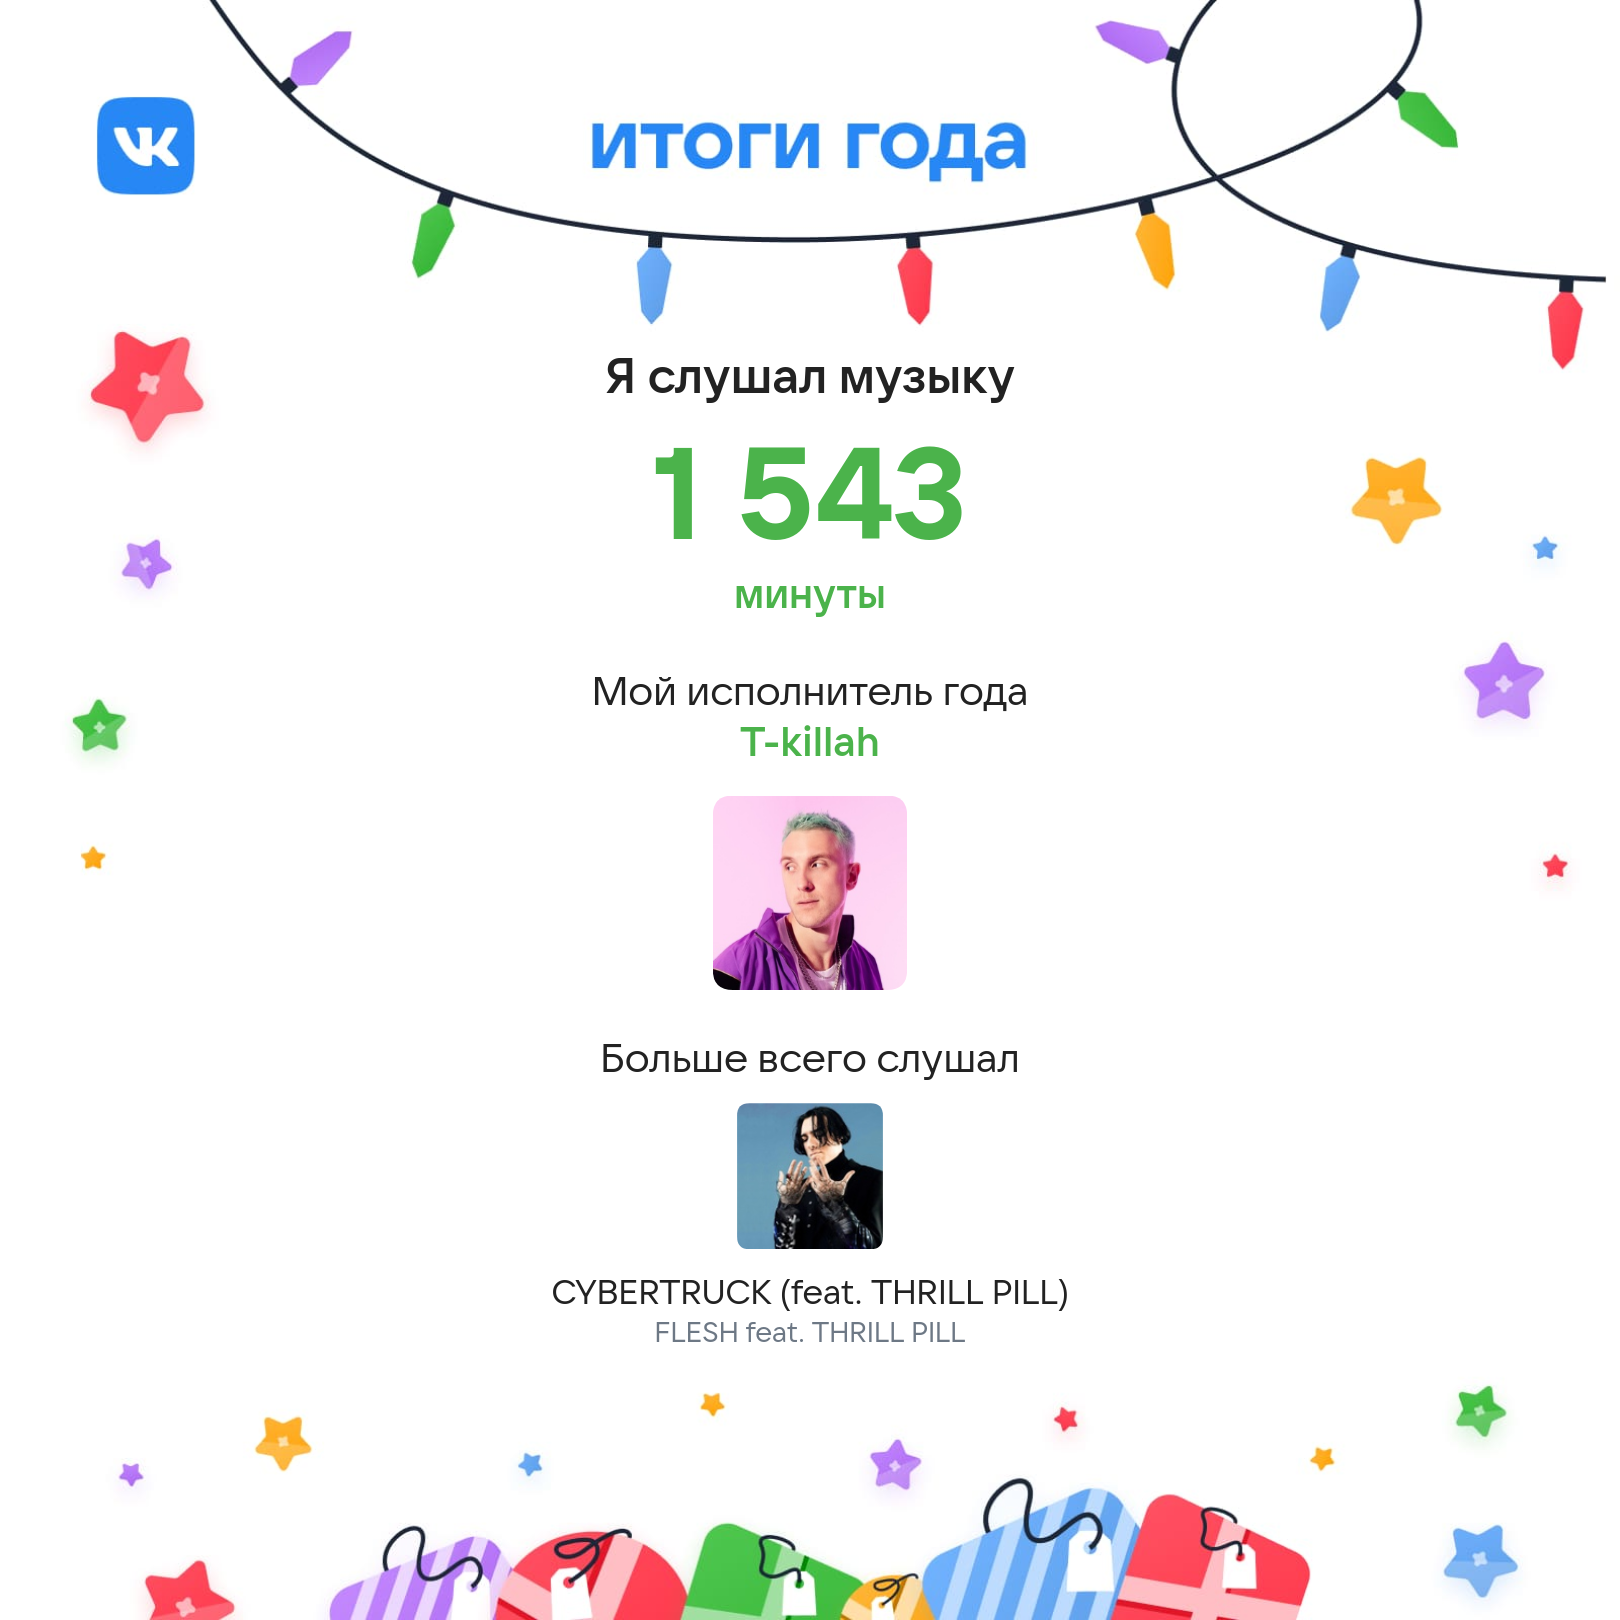 VK
итоги года
Я слушал музыку
1 543
минуты
Мой исполнитель года
T-killah
Больше всего слушал
CYBERTRUCK (feat. THRILL PILL)
FLESH feat. THRILL PILL